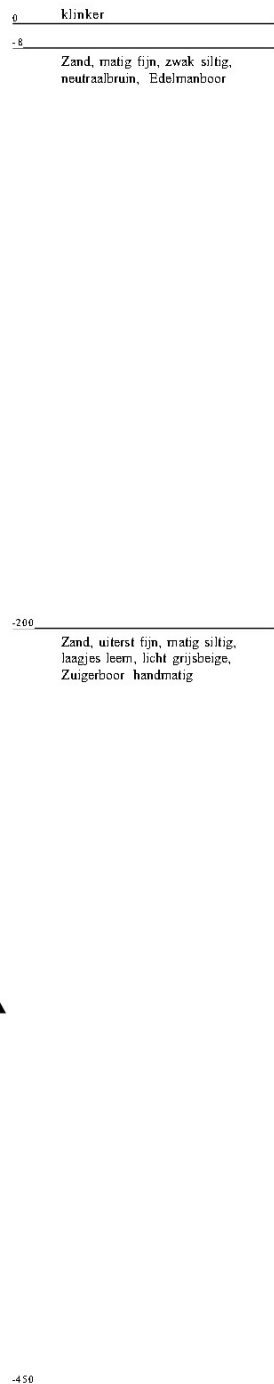 0 klinker
-8
Zand, matig fijn, zwak siltig,
neutraalbruin, Edelmanboor
-200
Zand, uiterst fijn, matig siltig,
laagjes leem, licht grijsbeige,
Zuigerboor handmatig
-450